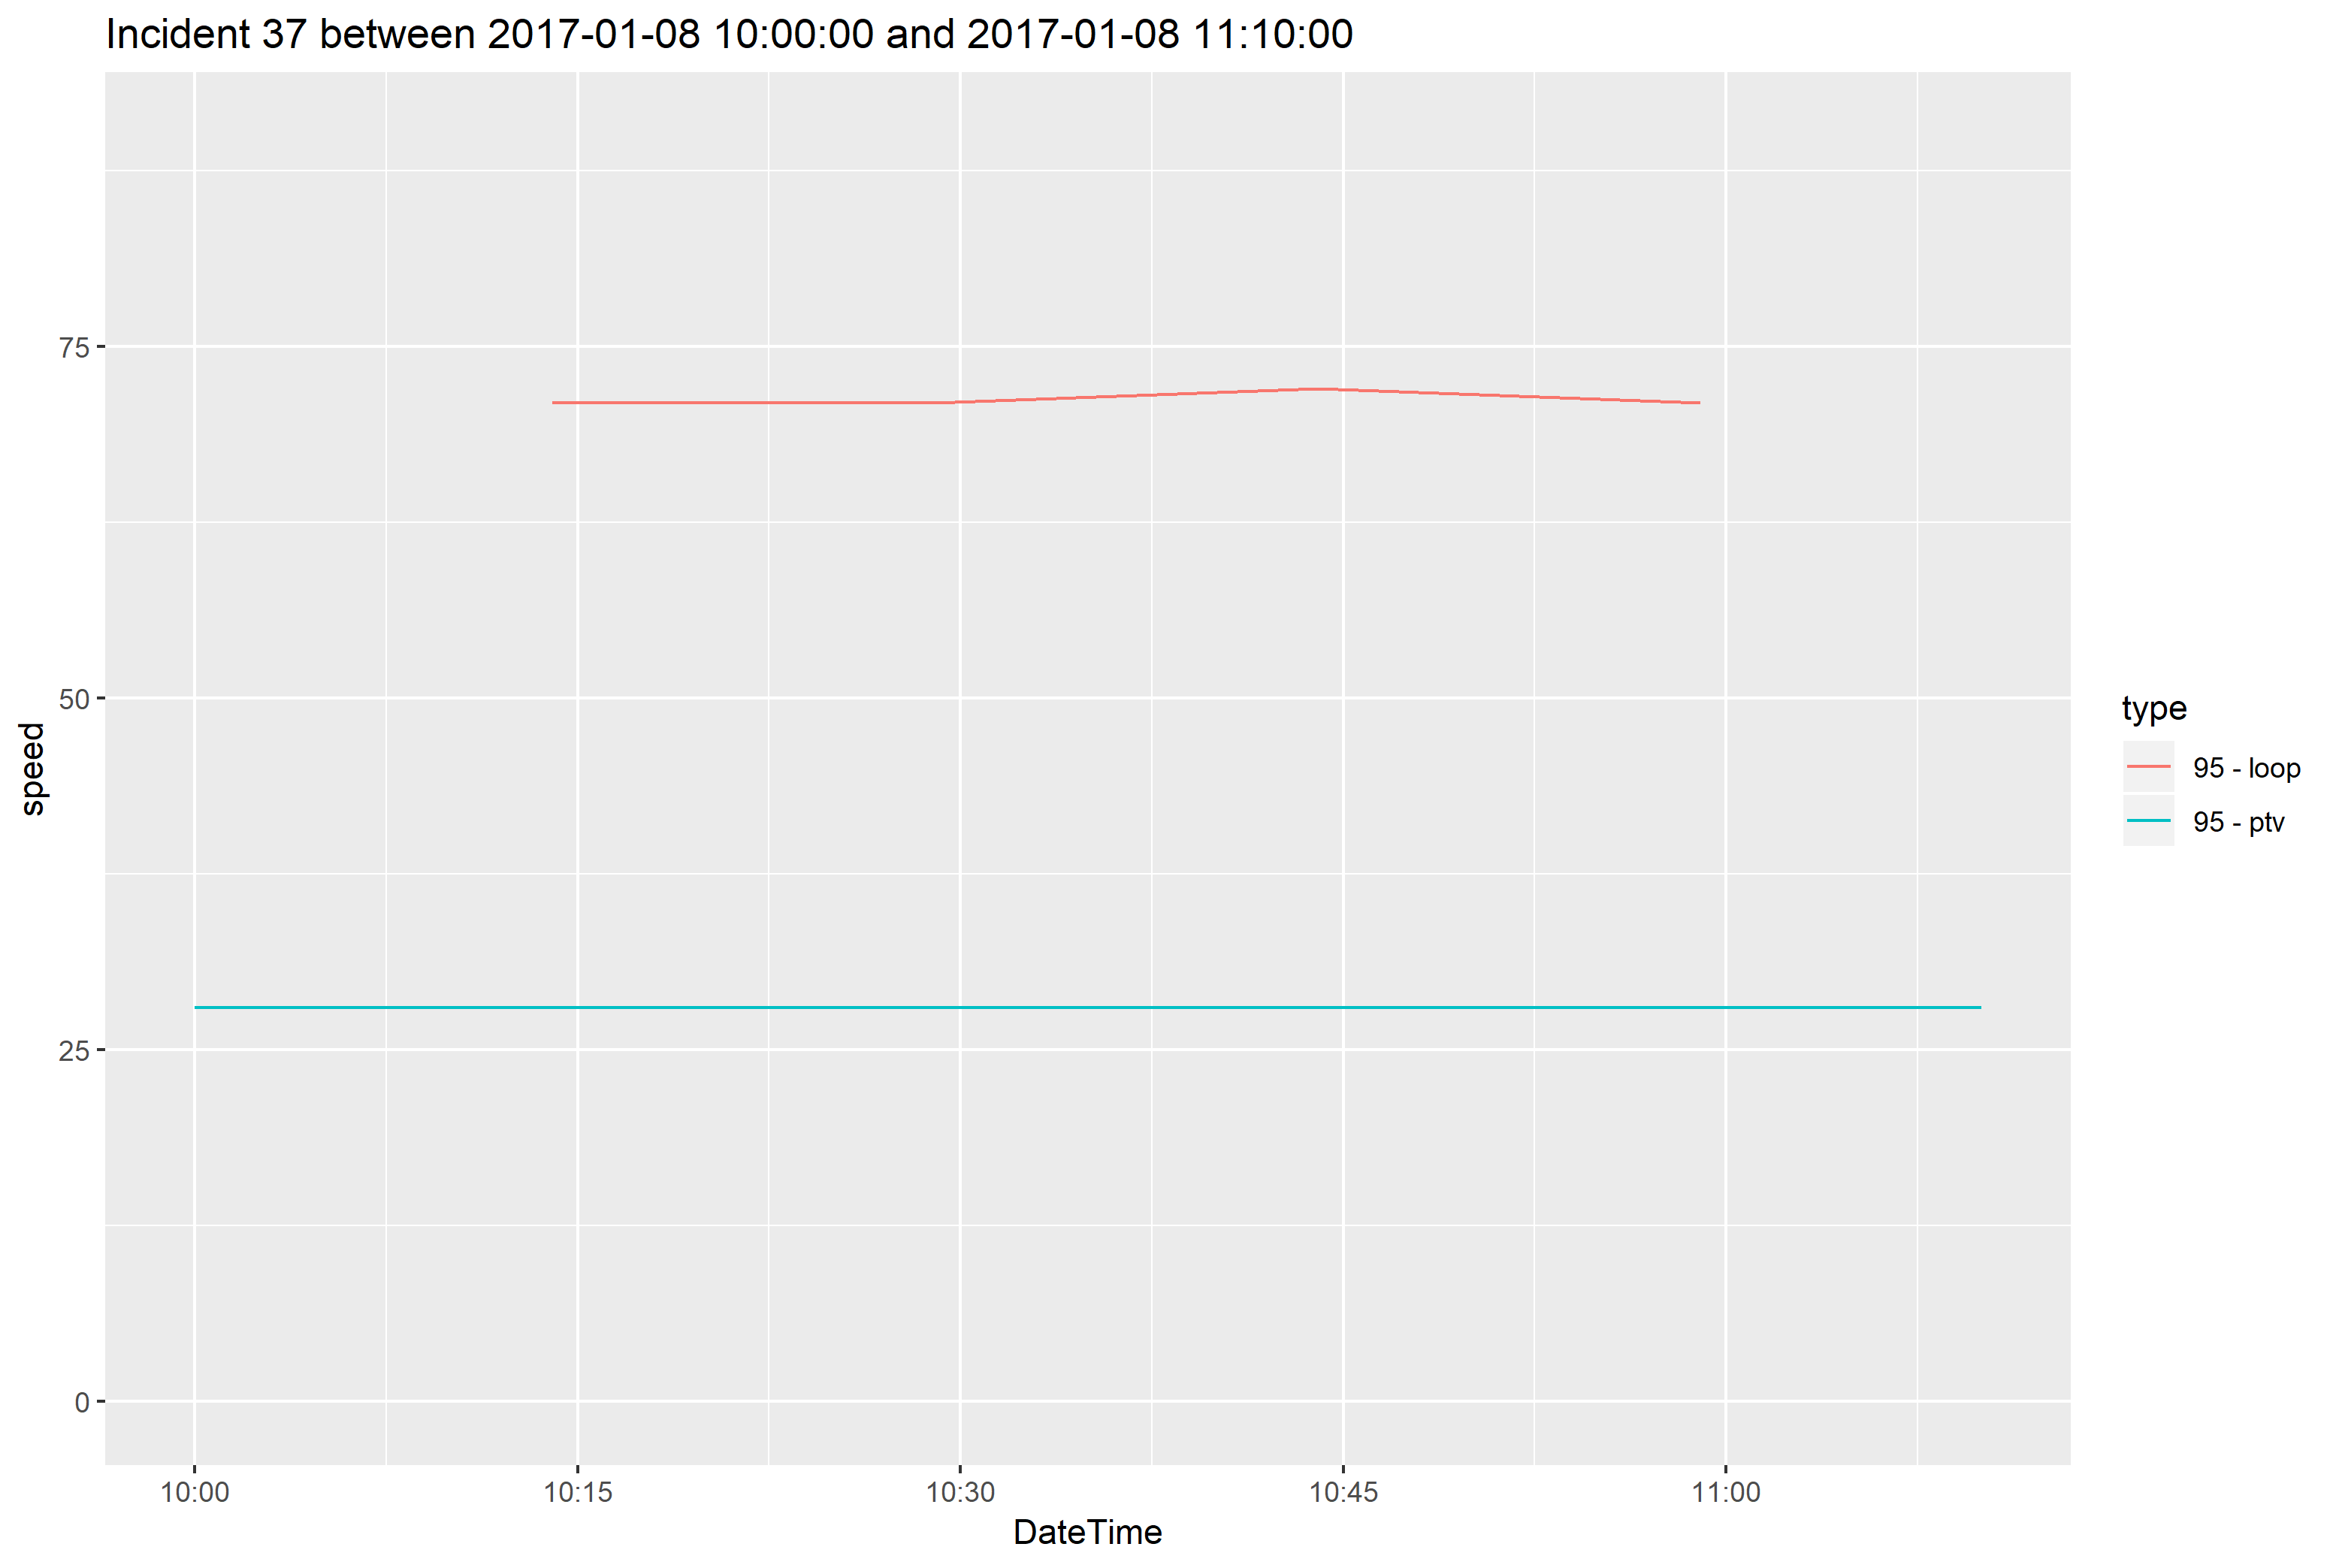 Incident 37 between 2017-01-08 10:00:00 and 2017-01-08 11:10:00
75
50
25
0
speed
10:00 10:15 10:30 10:45 11:00
DateTime
type
95 - loop
95 - ptv